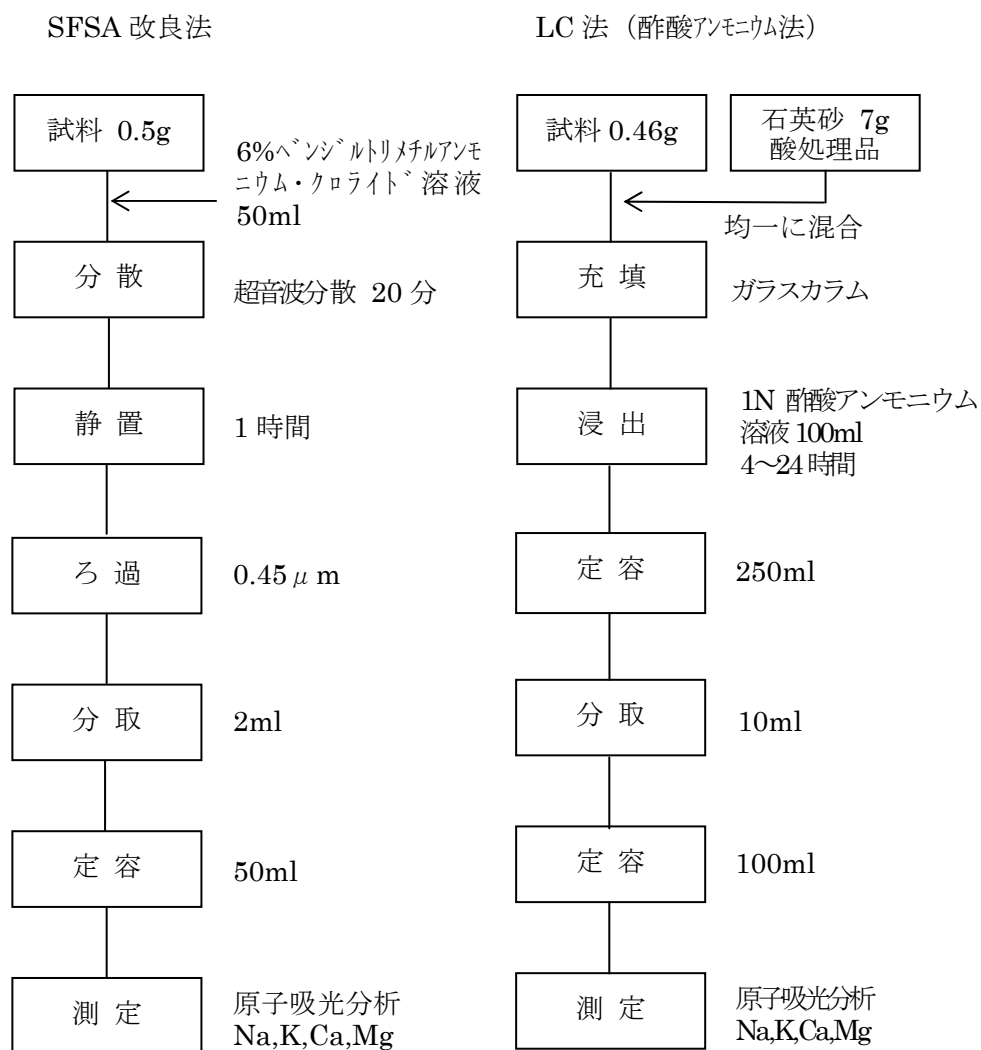 SFSA 改良法
試料 0.5g
6%ベンジルトリメチルアンモ
ニウム・クロライド溶液
50ml
分 散
超音波分散 20 分
静 置
1 時間
ろ 過
0.45μm
分 取
2ml
定 容
50ml
測 定
原子吸光分析
Na,K,Ca,Mg
LC 法（酢酸アンモニウム法）
試料 0.46g
石英砂 7g
酸処理品
均一に混合
充 填
ガラスカラム
浸 出
1N 酢酸アンモニウム
溶液 100ml
4～24 時間
定 容
250ml
分 取
10ml
定 容
100ml
測 定
原子吸光分析
Na,K,Ca,Mg